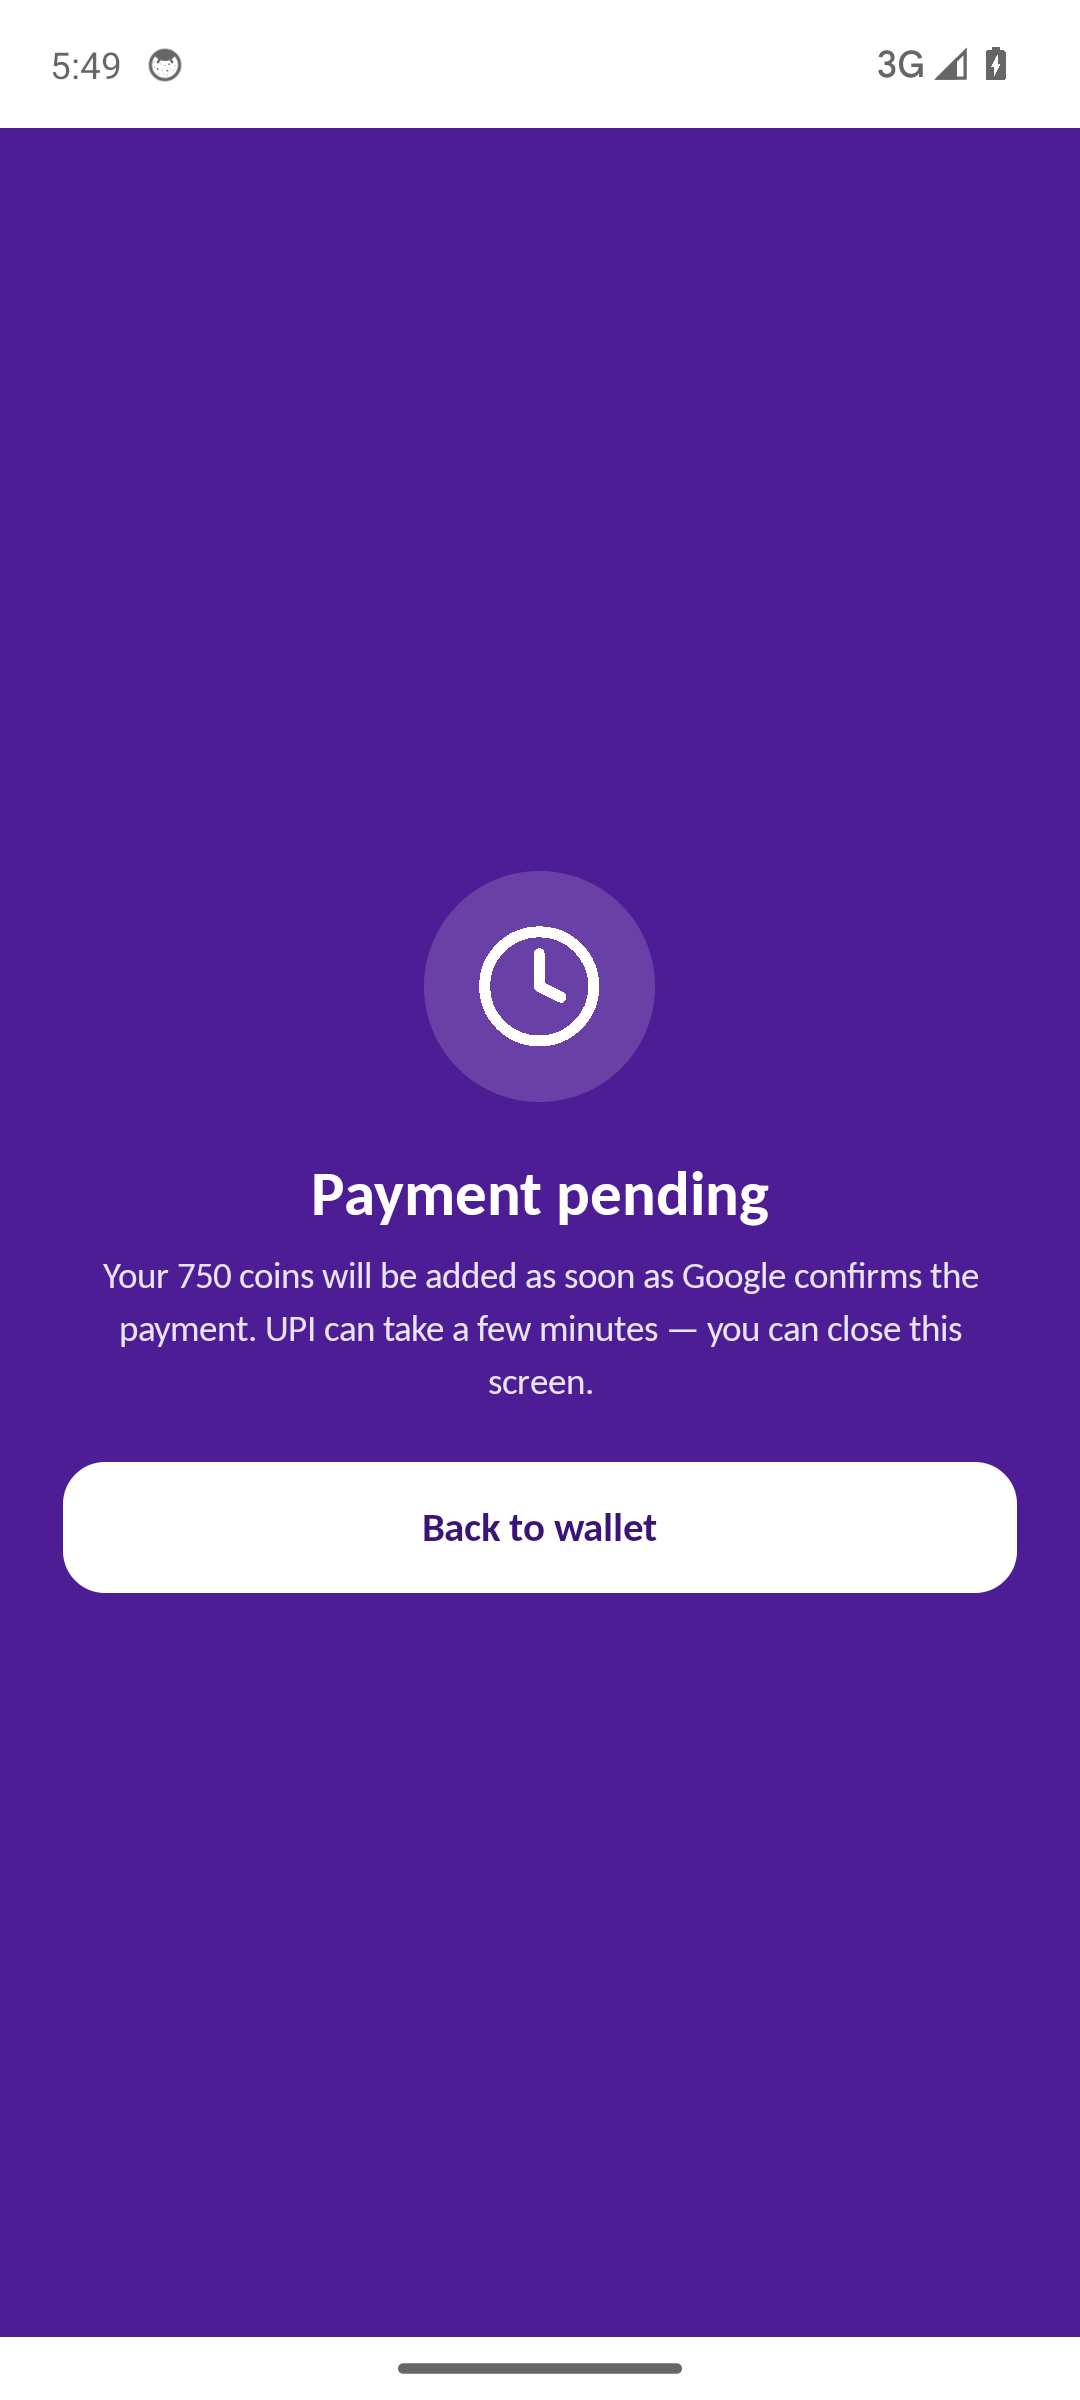 5:49
3G
Payment pending
Your 750 coins will be added as soon as Google confirms the
payment. UPI can take a few minutes — you can close this
screen.
Back to wallet